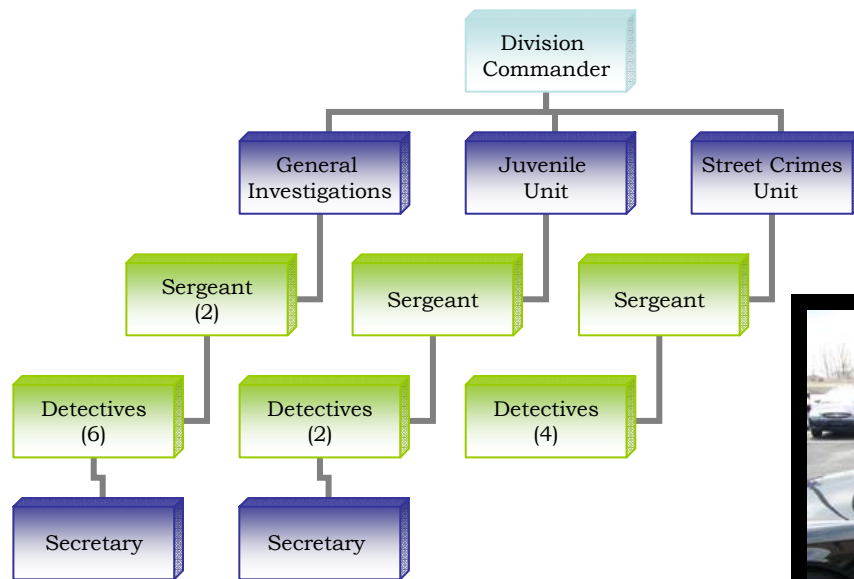 Division
Commander
General
Investigations
Juvenile
Unit
Street Crimes
Unit
Sergeant
(2)
Sergeant
Sergeant
Detectives
(6)
Detectives
(2)
Detectives
(4)
Secretary
Secretary